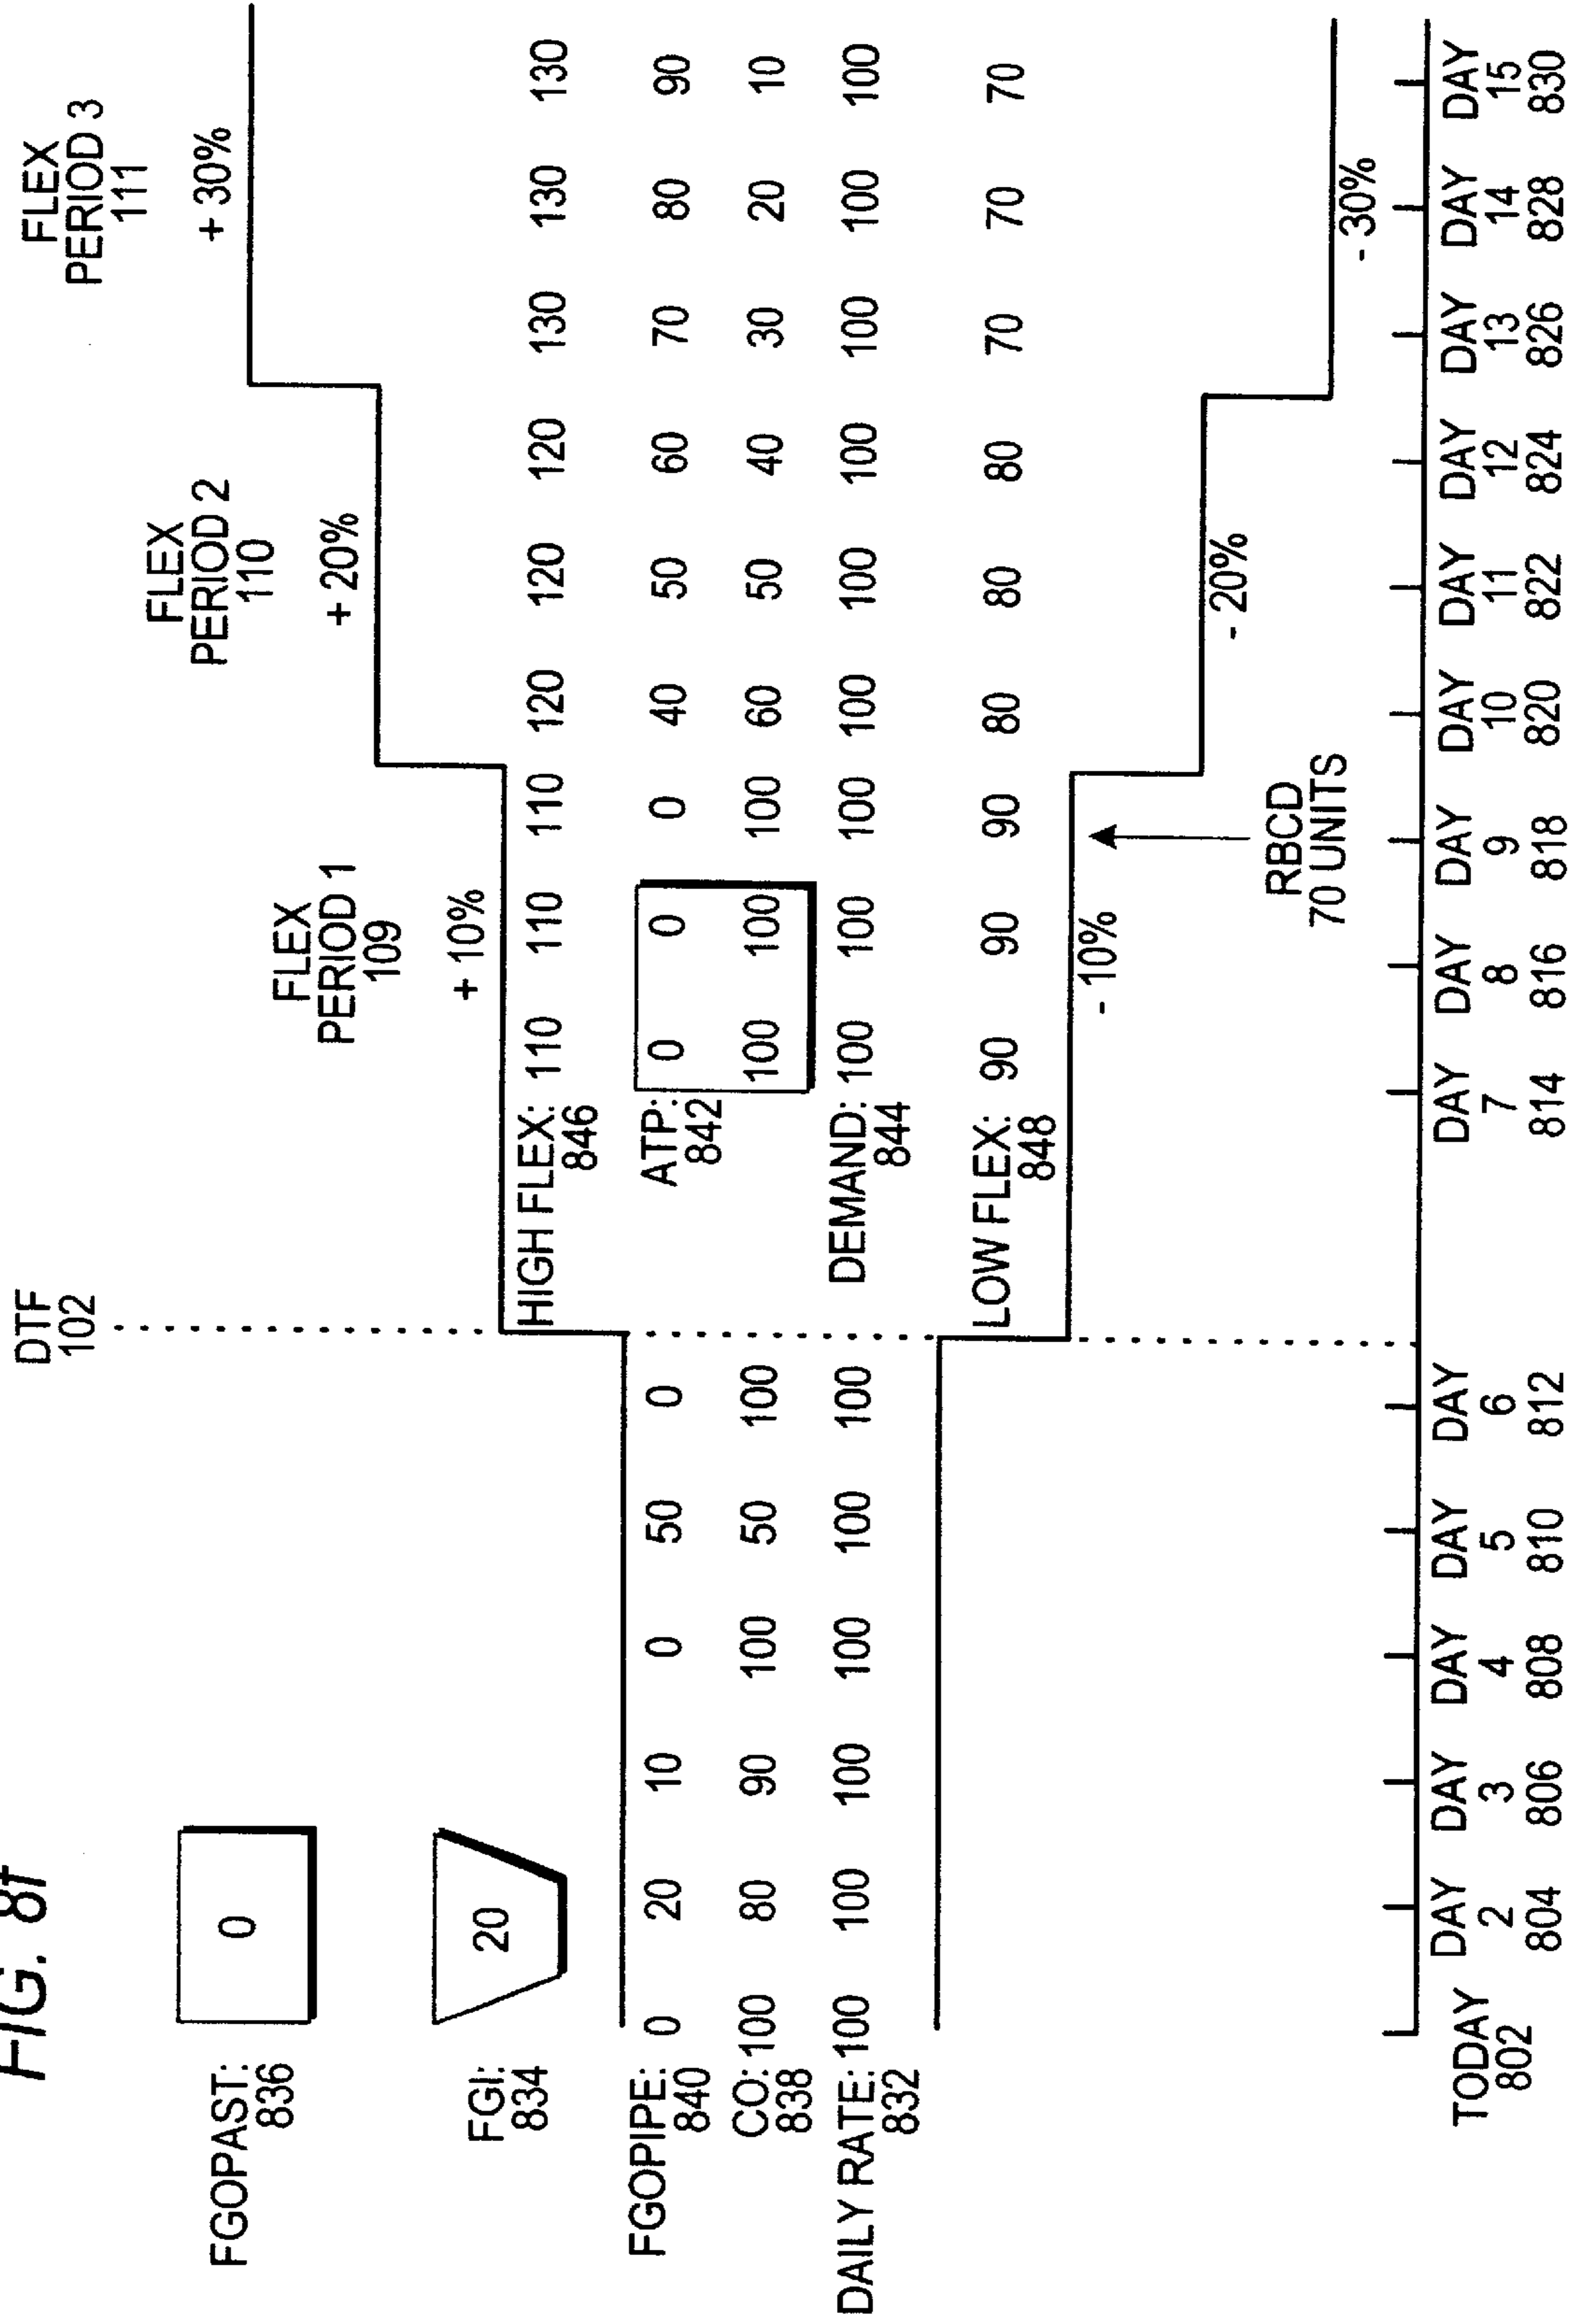 FIG. 8f
DTF
102
FLEX
PERIOD 3
111
+ 30%
FLEX
PERIOD 2
110
+ 20%
FLEX
PERIOD 1
109
+ 10%
FGOPAST:
836
0
FGI:
834
20
HIGH FLEX: 110 110 110 120 120 120 130 130 130
846
FGOPIPE: 0 20 10 0 50 0
840
ATP: 0 0 0 40 50 60 70 80 90
842
CO: 100 80 90 100 50 100 100 100 100 60 50 40 30 20 10
838
DAILY RATE: 100 100 100 100 100 100
832
DEMAND: 100 100 100 100 100 100 100 100 100
844
LOW FLEX: 90 90 90 80 80 80 70 70 70
848
- 10%
- 20%
- 30%
RBCD
70 UNITS
TODAY DAY DAY DAY DAY DAY DAY DAY DAY DAY DAY DAY DAY DAY DAY
2 3 4 5 6 7 8 9 10 11 12 13 14 15
802 804 806 808 810 812 814 816 818 820 822 824 826 828 830